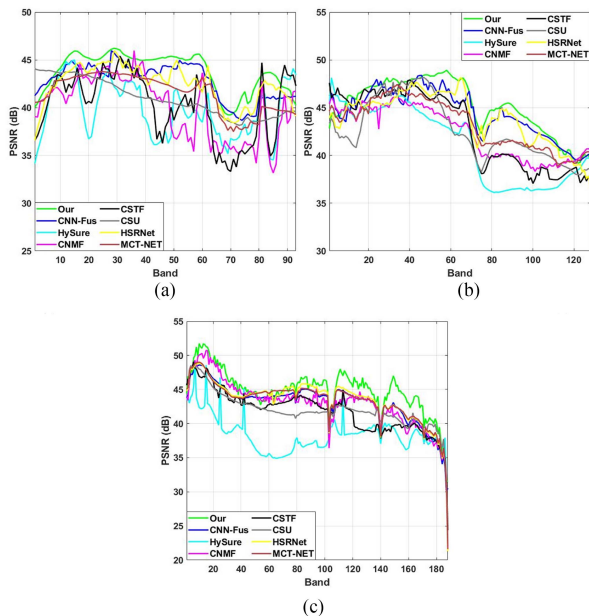 50
45
40
35
30
25
PSNR (dB)
Our
CNN-Fus
HySure
CNMF
CSTF
CSU
HSRNet
MCT-NET
10 20 30 40 50 60 70 80 90
Band
(a)
55
50
45
40
35
30
PSNR (dB)
Our
CNN-Fus
HySure
CNMF
CSTF
CSU
HSRNet
MCT-NET
20 40 60 80 100 120
Band
(b)
55
50
45
40
35
30
25
20
PSNR (dB)
Our
CNN-Fus
HySure
CNMF
CSTF
CSU
HSRNet
MCT-NET
20 40 60 80 100 120 140 160 180
Band
(c)